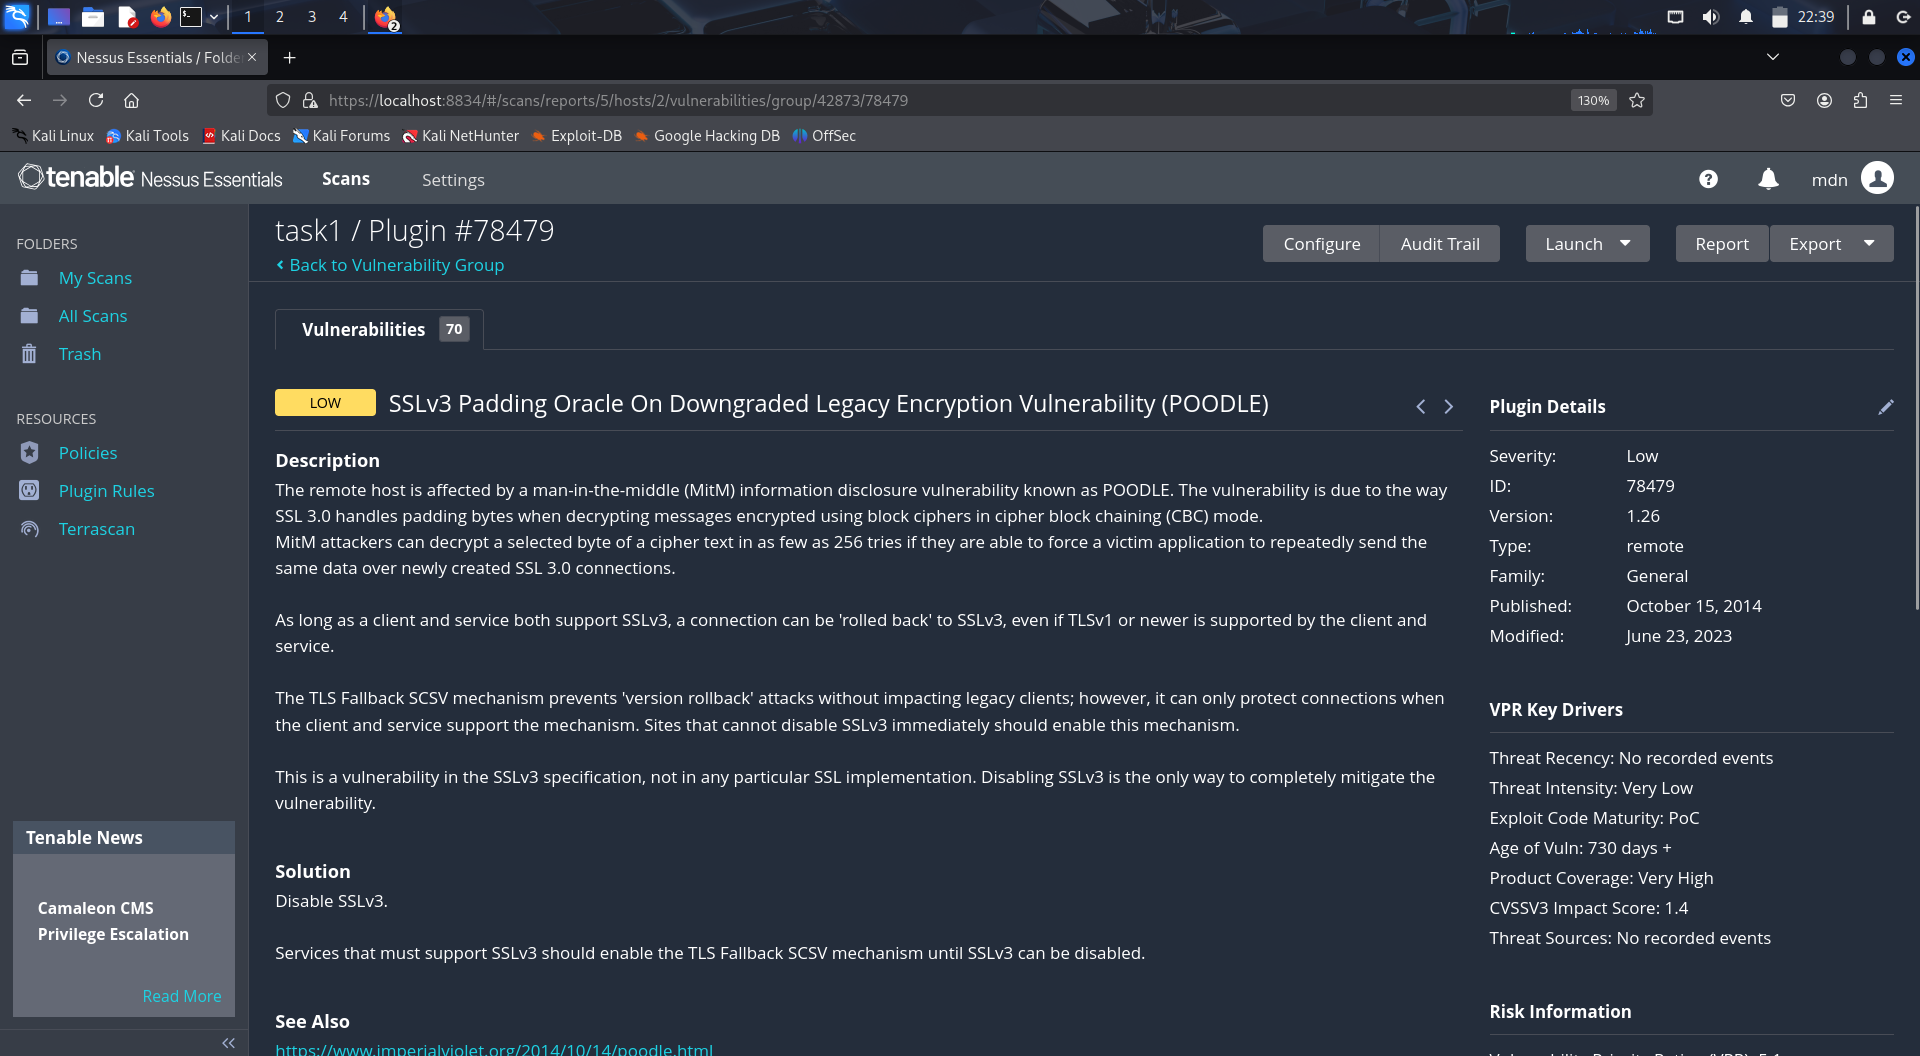 1 2 3 4 2 22:39
Nessus Essentials / Folde
https://localhost:8834/#/scans/reports/5/hosts/2/vulnerabilities/group/42873/78479 130%
Kali Linux Kali Tools Kali Docs Kali Forums Kali NetHunter Exploit-DB Google Hacking DB OffSec
tenable Nessus Essentials Scans Settings mdn
FOLDERS
My Scans
All Scans
Trash
RESOURCES
Policies
Plugin Rules
Terrascan
Tenable News
Camaleon CMS
Privilege Escalation
Read More
task1 / Plugin #78479
Back to Vulnerability Group
Configure Audit Trail Launch Report Export
Vulnerabilities 70
LOW SSLv3 Padding Oracle On Downgraded Legacy Encryption Vulnerability (POODLE)
Description
The remote host is affected by a man-in-the-middle (MitM) information disclosure vulnerability known as POODLE. The vulnerability is due to the way
SSL 3.0 handles padding bytes when decrypting messages encrypted using block ciphers in cipher block chaining (CBC) mode.
MitM attackers can decrypt a selected byte of a cipher text in as few as 256 tries if they are able to force a victim application to repeatedly send the
same data over newly created SSL 3.0 connections.
As long as a client and service both support SSLv3, a connection can be 'rolled back' to SSLv3, even if TLSv1 or newer is supported by the client and
service.
The TLS Fallback SCSV mechanism prevents 'version rollback' attacks without impacting legacy clients; however, it can only protect connections when
the client and service support the mechanism. Sites that cannot disable SSLv3 immediately should enable this mechanism.
This is a vulnerability in the SSLv3 specification, not in any particular SSL implementation. Disabling SSLv3 is the only way to completely mitigate the
vulnerability.
Solution
Disable SSLv3.
Services that must support SSLv3 should enable the TLS Fallback SCSV mechanism until SSLv3 can be disabled.
See Also
https://www.imperialviolet.org/2014/10/14/poodle.html
Plugin Details
Severity: Low
ID: 78479
Version: 1.26
Type: remote
Family: General
Published: October 15, 2014
Modified: June 23, 2023
VPR Key Drivers
Threat Recency: No recorded events
Threat Intensity: Very Low
Exploit Code Maturity: PoC
Age of Vuln: 730 days +
Product Coverage: Very High
CVSSV3 Impact Score: 1.4
Threat Sources: No recorded events
Risk Information